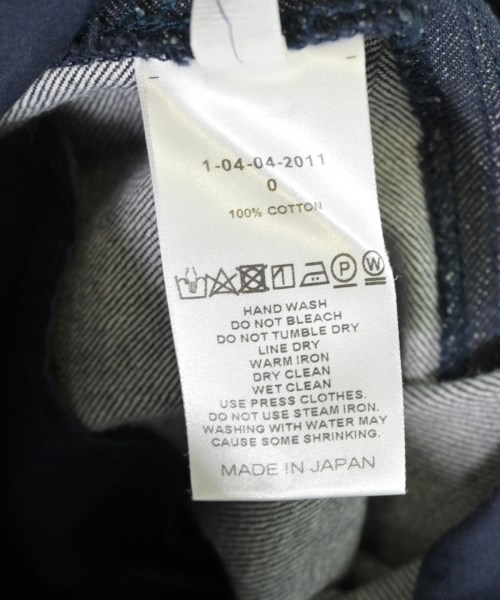 1-04-04-2011
0
100% COTTON
P W
HAND WASH
DO NOT BLEACH
DO NOT TUMBLE DRY
LINE DRY
WARM IRON
DRY CLEAN
WET CLEAN
USE PRESS CLOTHES.
DO NOT USE STEAM IRON.
WASHING WITH WATER MAY
CAUSE SOME SHRINKING.
MADE IN JAPAN